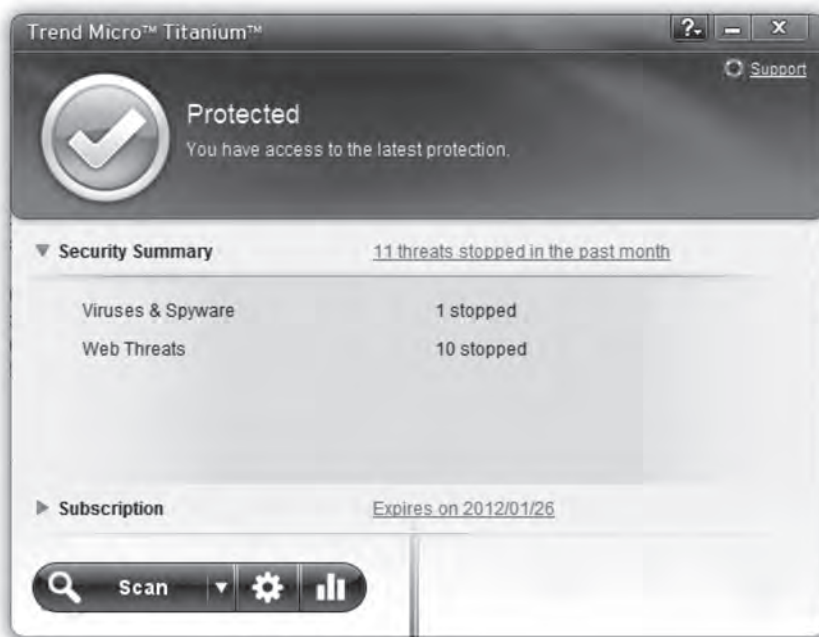 Trend Micro™ Titanium™
?
Support
Protected
You have access to the latest protection.
Security Summary 11 threats stopped in the past month
Viruses & Spyware 1 stopped
Web Threats 10 stopped
Subscription Expires on 2012/01/26
Scan